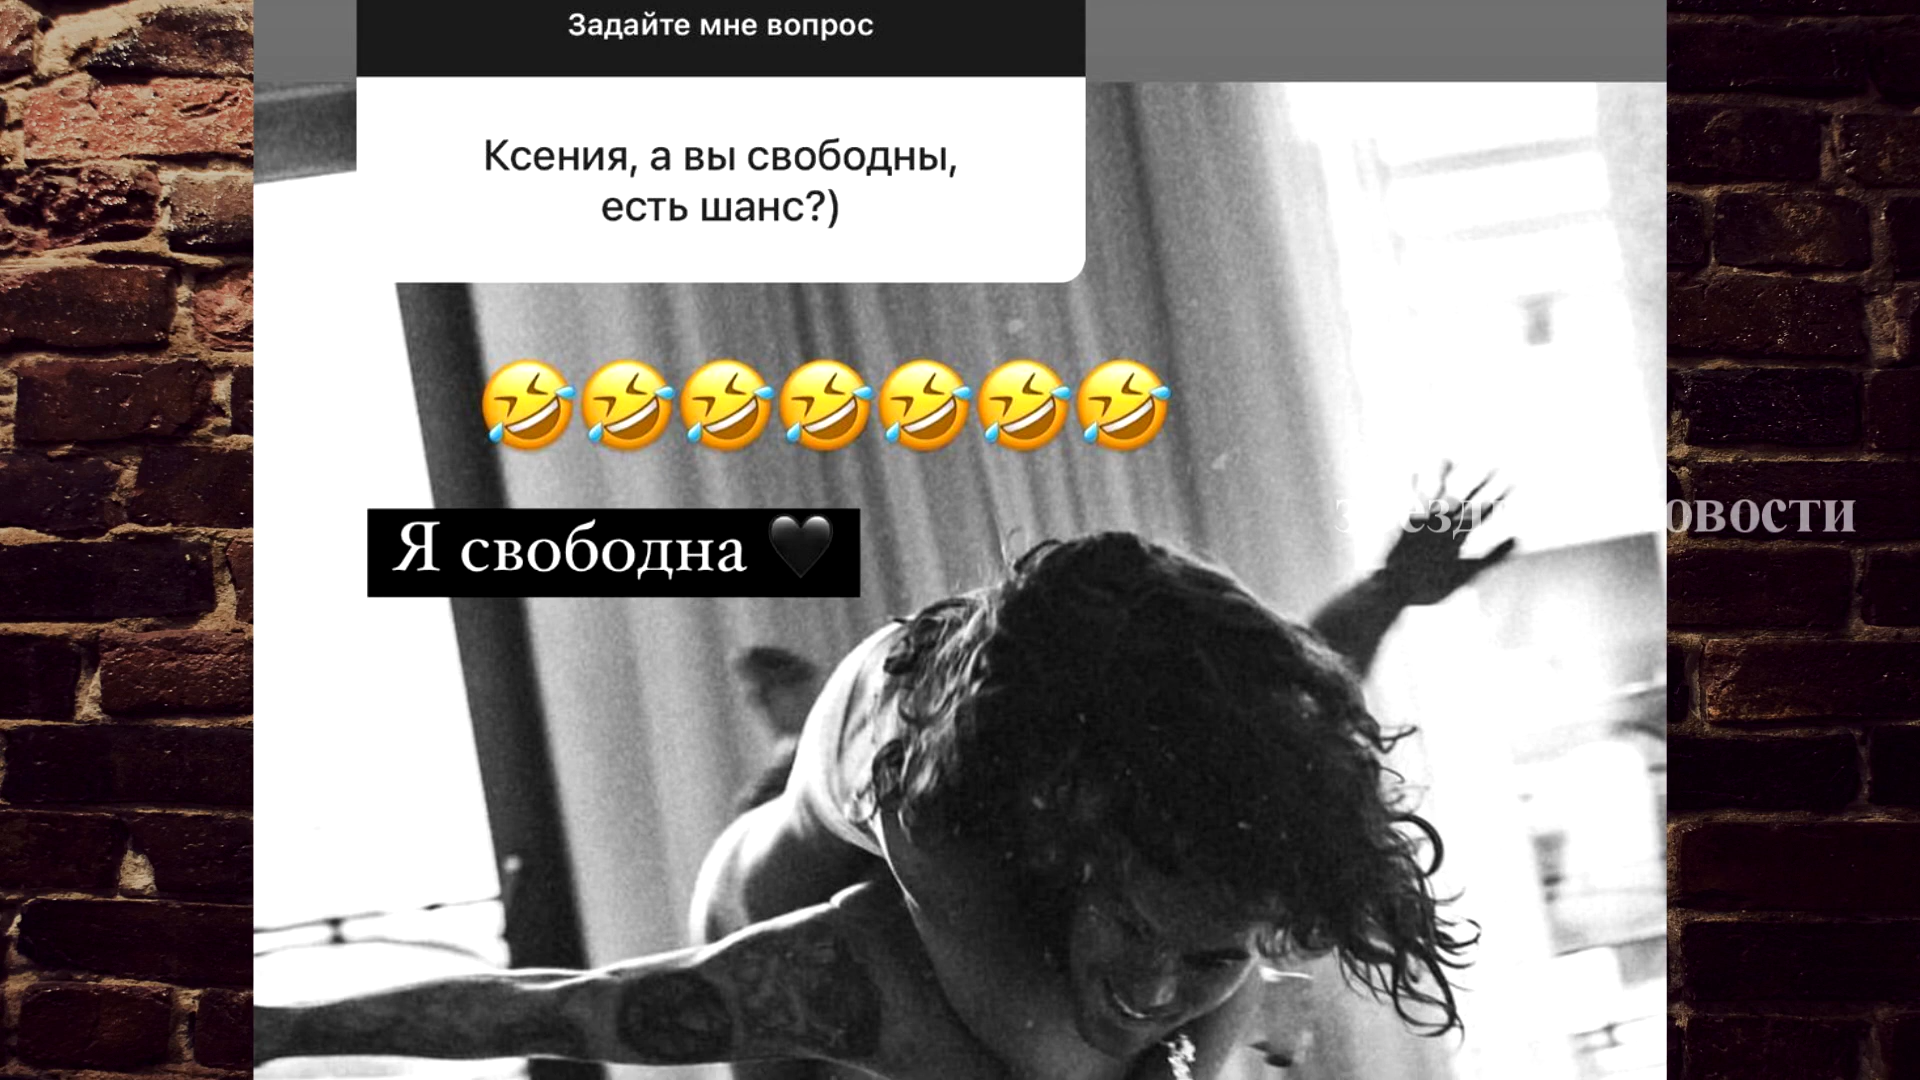 Задайте мне вопрос
Ксения, а вы свободны,
есть шанс?)
🤣🤣🤣🤣🤣🤣🤣
Я свободна 🖤